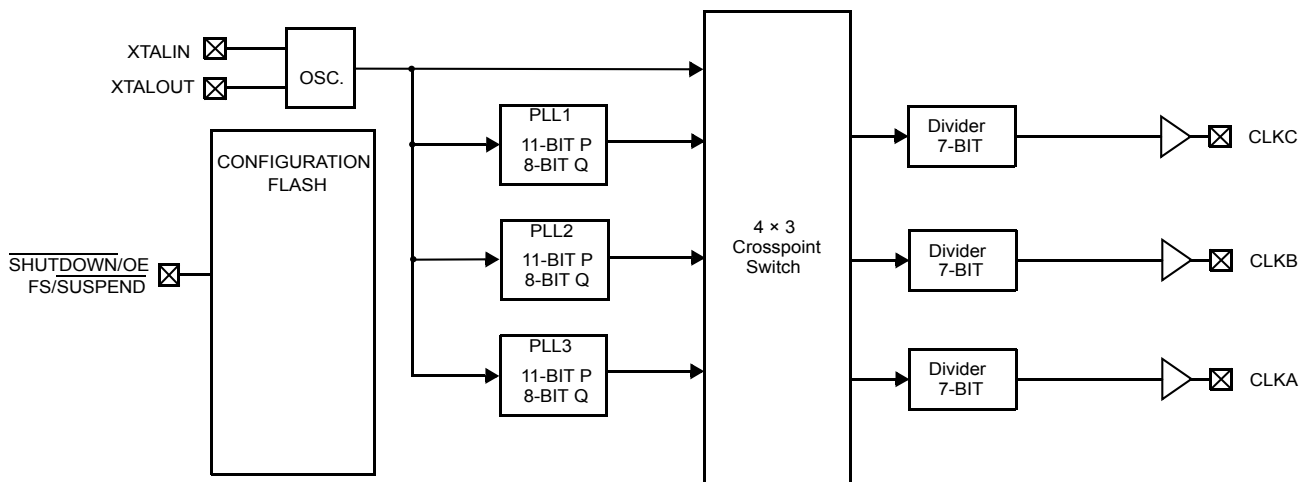 XTALIN
XTALOUT
OSC.
CONFIGURATION
FLASH
SHUTDOWN/OE
FS/SUSPEND
PLL1
11-BIT P
8-BIT Q
PLL2
11-BIT P
8-BIT Q
PLL3
11-BIT P
8-BIT Q
4 × 3
Crosspoint
Switch
Divider
7-BIT
CLKC
Divider
7-BIT
CLKB
Divider
7-BIT
CLKA